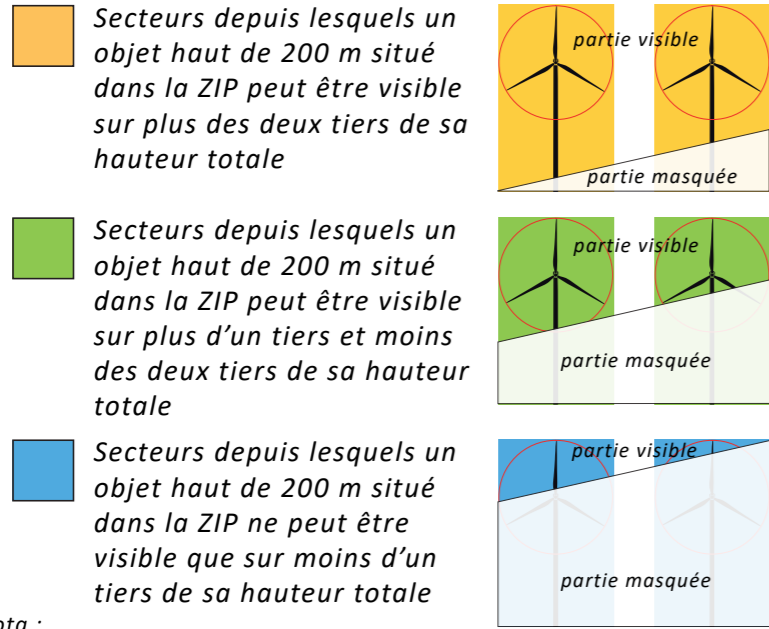 Secteurs depuis lesquels un
objet haut de 200 m situé
dans la ZIP peut être visible
sur plus des deux tiers de sa
hauteur totale
partie visible
partie masquée
Secteurs depuis lesquels un
objet haut de 200 m situé
dans la ZIP peut être visible
sur plus d’un tiers et moins
des deux tiers de sa hauteur
totale
partie visible
partie masquée
Secteurs depuis lesquels un
objet haut de 200 m situé
dans la ZIP ne peut être
visible que sur moins d’un
tiers de sa hauteur totale
partie visible
partie masquée